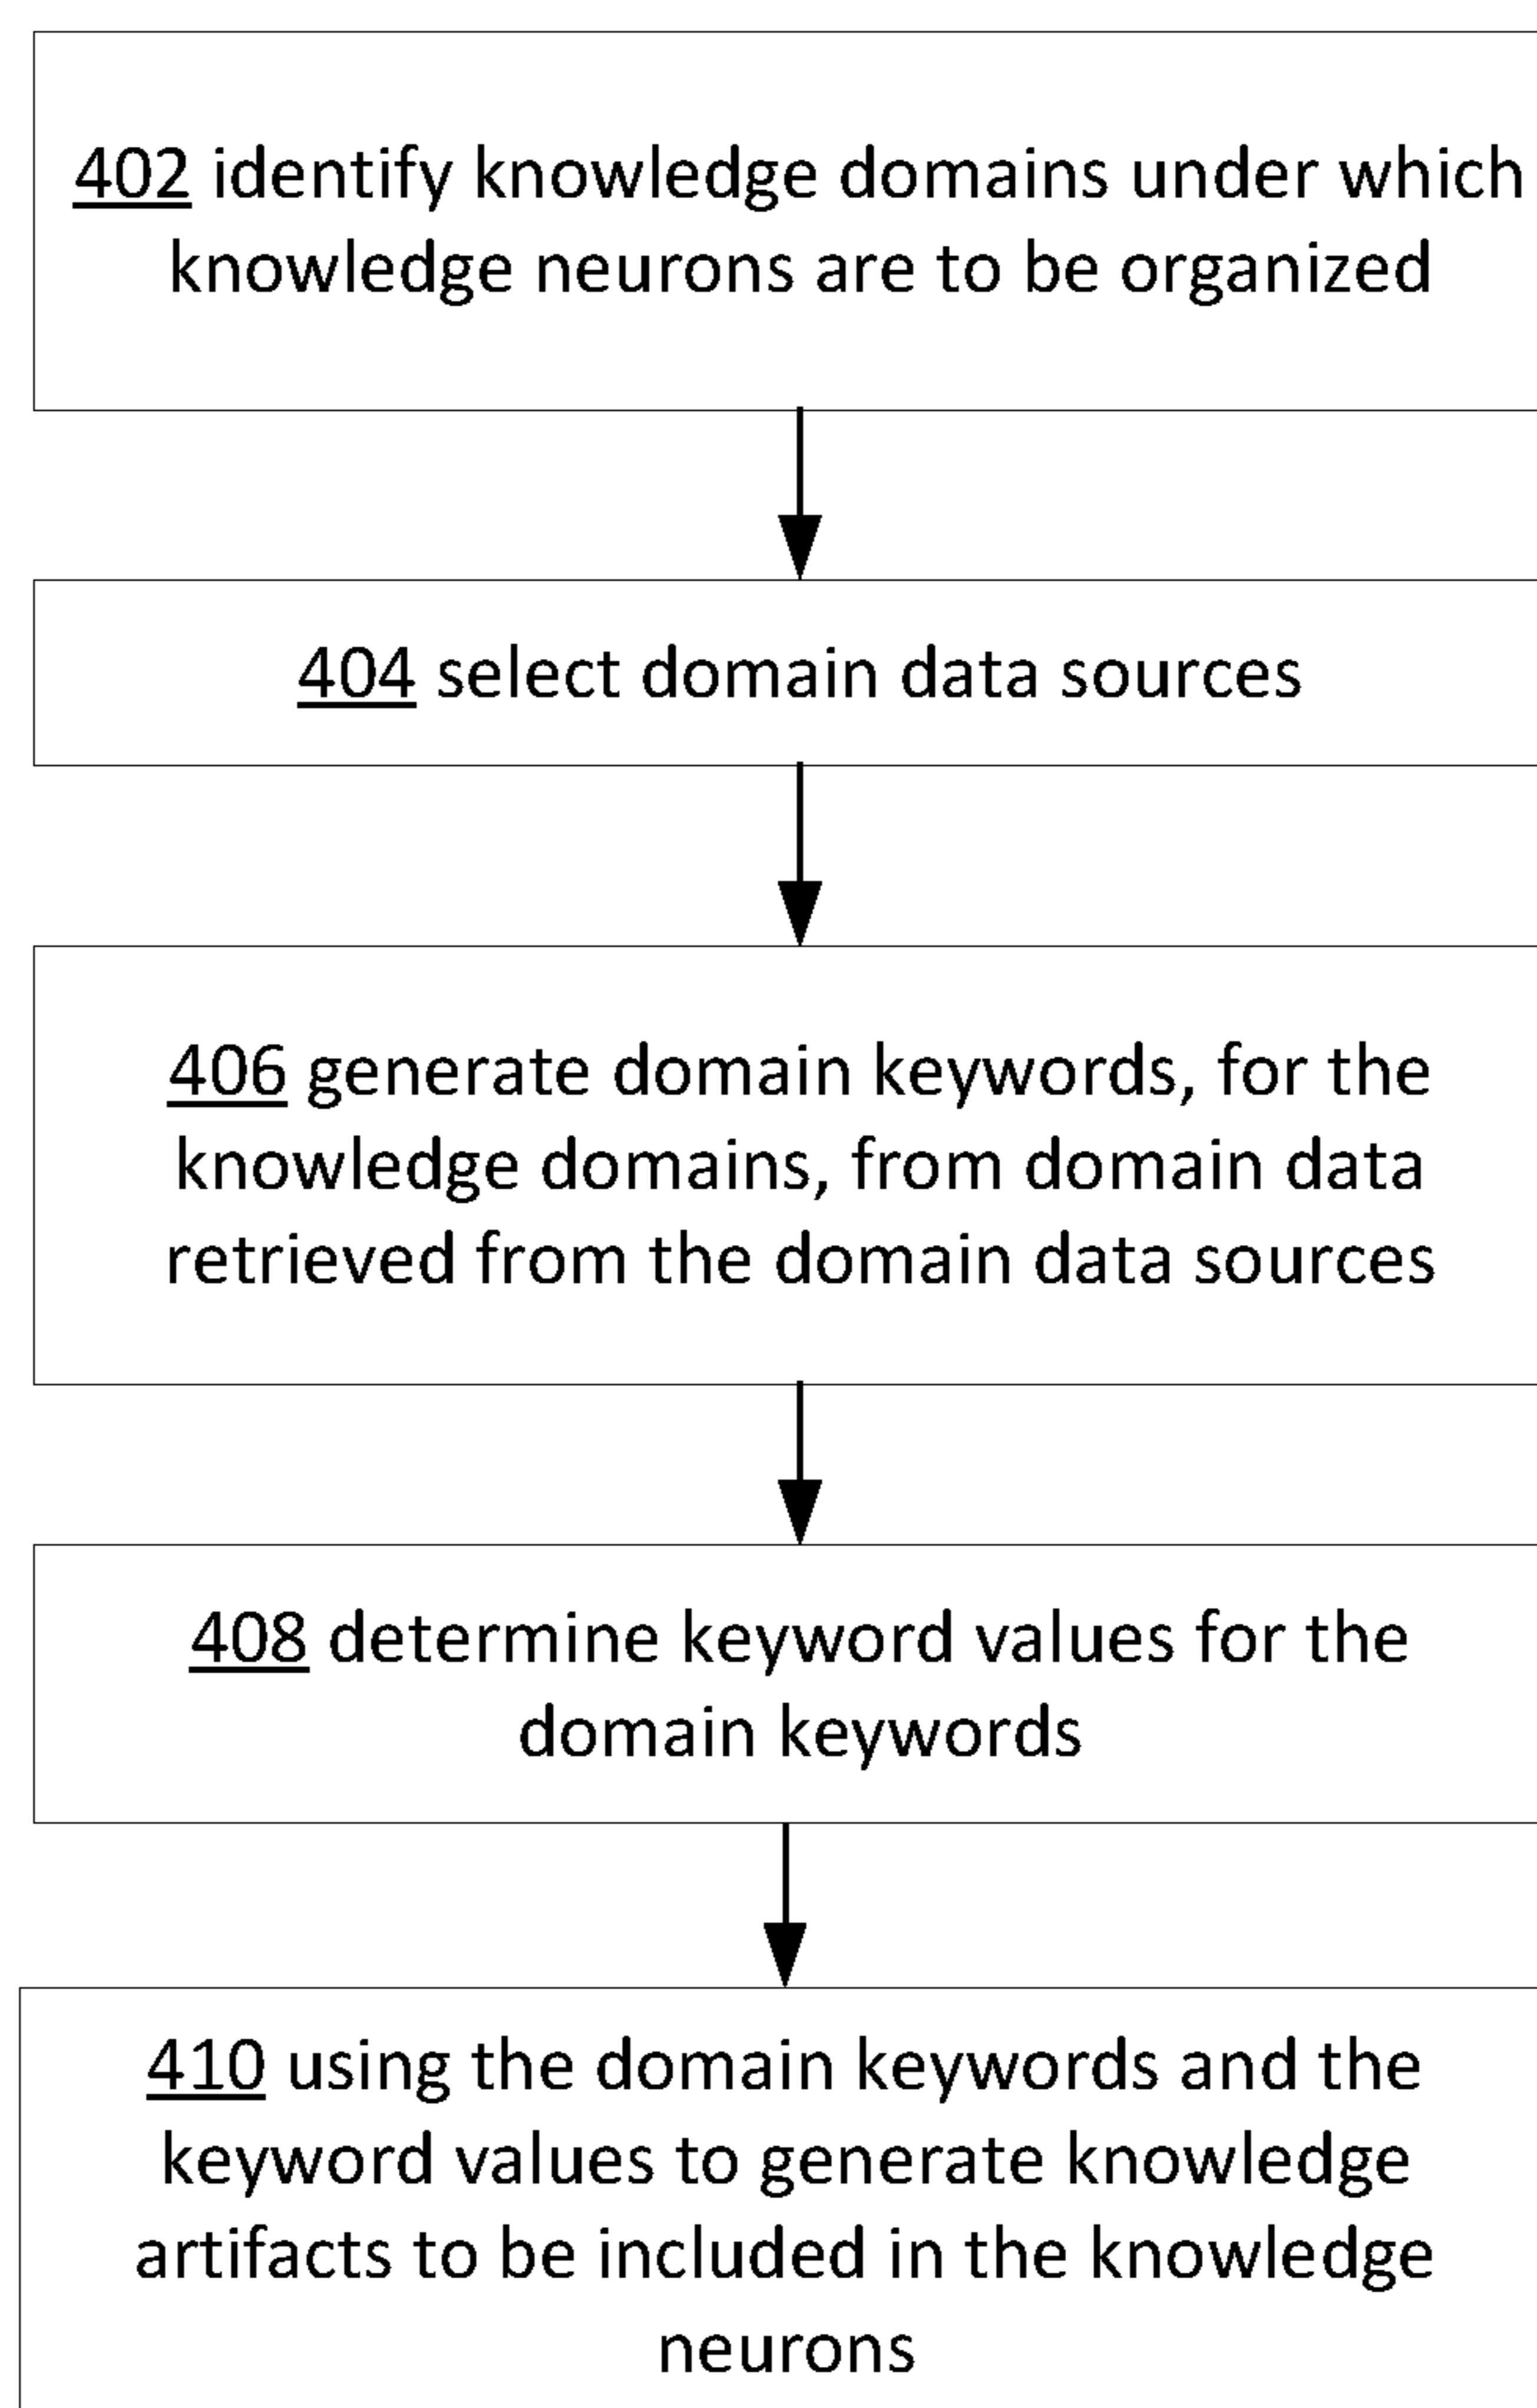 402 identify knowledge domains under which
knowledge neurons are to be organized
404 select domain data sources
406 generate domain keywords, for the
knowledge domains, from domain data
retrieved from the domain data sources
408 determine keyword values for the
domain keywords
410 using the domain keywords and the
keyword values to generate knowledge
artifacts to be included in the knowledge
neurons